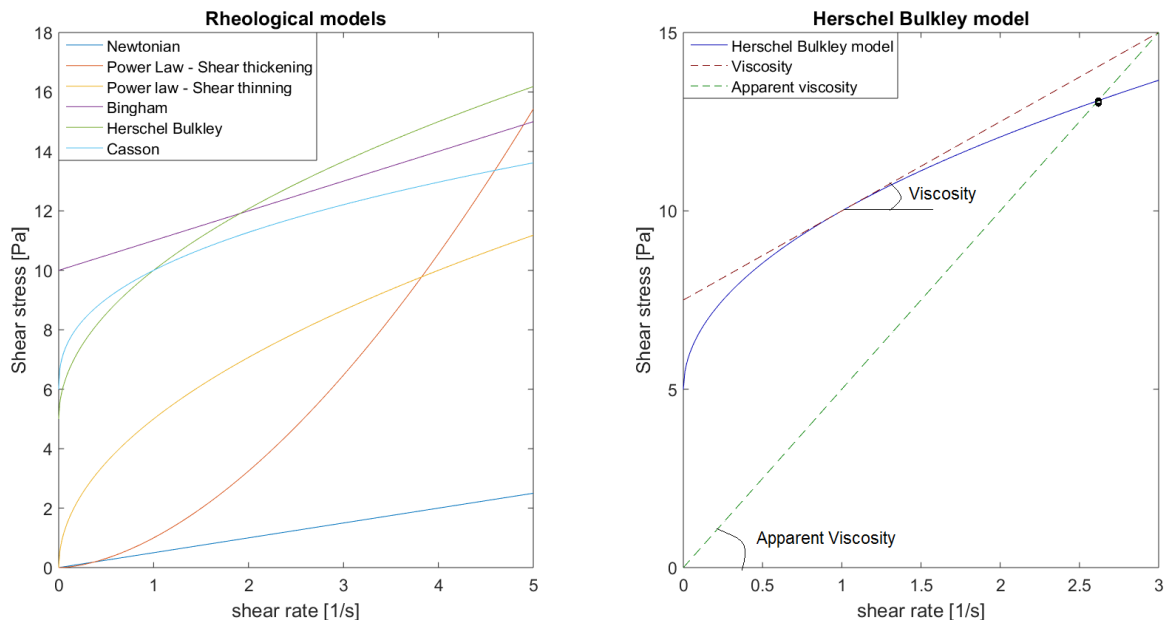 Rheological models
18
16
14
12
10
8
6
4
2
0
Shear stress [Pa]
Newtonian
Power Law - Shear thickening
Power law - Shear thinning
Bingham
Herschel Bulkley
Casson
0 1 2 3 4 5
shear rate [1/s]
Herschel Bulkley model
15
10
5
0
Shear stress [Pa]
Herschel Bulkley model
Viscosity
Apparent viscosity
Viscosity
Apparent Viscosity
0 0.5 1 1.5 2 2.5 3
shear rate [1/s]